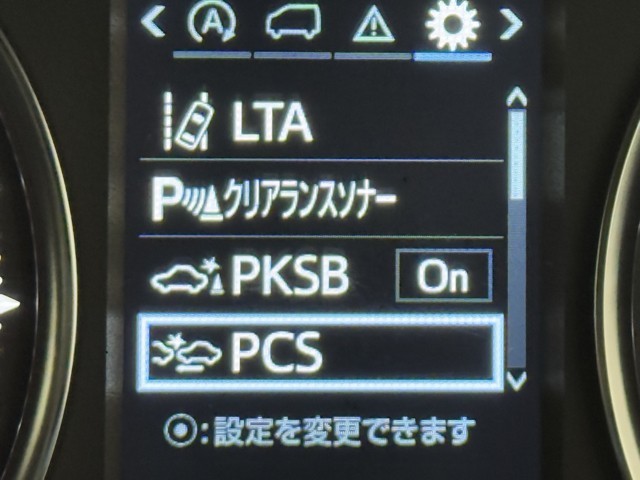 A
LTA
Pクリアランスソナー
PKSB On
PCS
:設定を変更できます